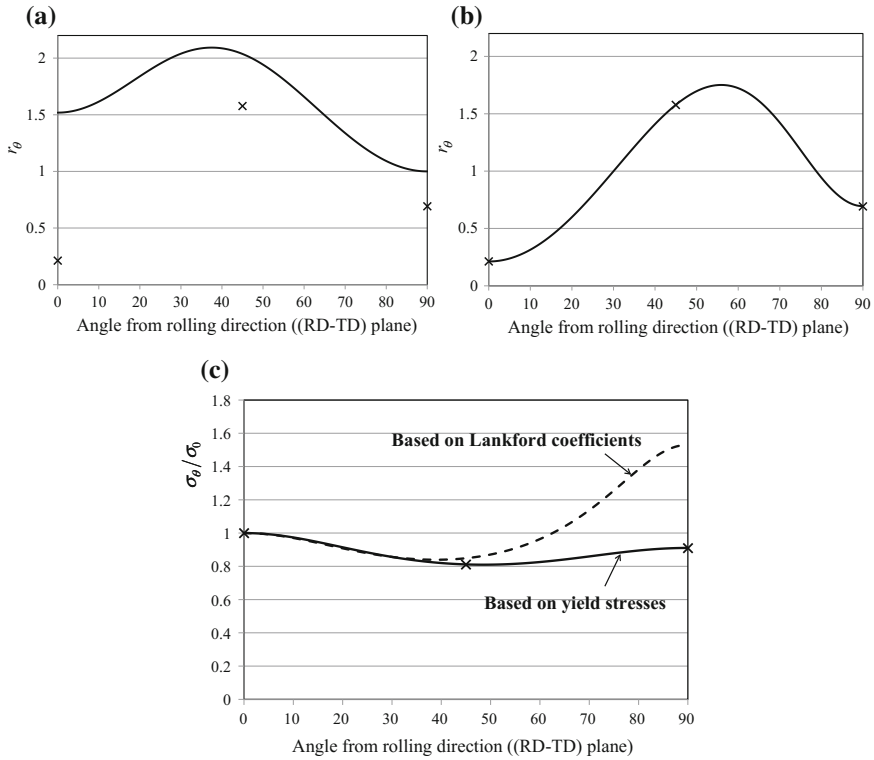 (a)
2
1.5
1
0.5
0
r_θ
0 10 20 30 40 50 60 70 80 90
Angle from rolling direction ((RD-TD) plane)
(b)
2
1.5
1
0.5
0
r_θ
0 10 20 30 40 50 60 70 80 90
Angle from rolling direction ((RD-TD) plane)
(c)
1.8
1.6
1.4
1.2
1
0.8
0.6
0.4
0.2
0
σ_θ/σ_0
Based on Lankford coefficients
Based on yield stresses
0 10 20 30 40 50 60 70 80 90
Angle from rolling direction ((RD-TD) plane)